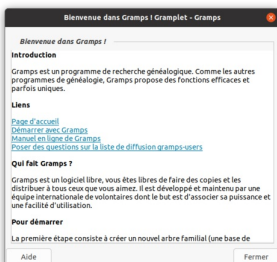 Bienvenue dans Gramps ! Gramplet - Gramps
Bienvenue dans Gramps !
Introduction
Gramps est un programme de recherche généalogique. Comme les autres
programmes de généalogie, Gramps propose des fonctions efficaces et
parfois uniques.
Liens
Page d'accueil
Démarrer avec Gramps
Manuel en ligne de Gramps
Poser des questions sur la liste de diffusion gramps-users
Qui fait Gramps ?
Gramps est un logiciel libre, vous êtes libres de faire des copies et les
distribuer à tous ceux que vous aimez. Il est développé et maintenu par une
équipe internationale de volontaires dont le but est d'associer sa puissance et
une facilité d'utilisation.
Pour démarrer
La première étape consiste à créer un nouvel arbre familial (une base de
Aide
Fermer